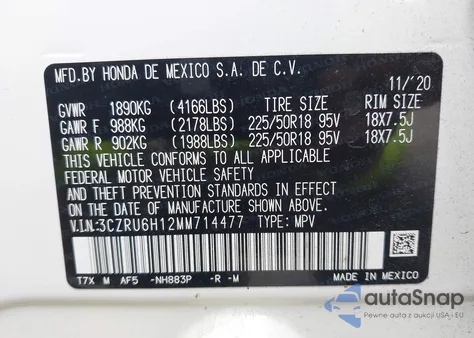 MFD.BY HONDA DE MEXICO S.A. DE C.V.
11/'20
GVWR 1890KG (4166LBS) TIRE SIZE RIM SIZE
GAWR F 988KG (2178LBS) 225/50R18 95V 18X7.5J
GAWR R 902KG (1988LBS) 225/50R18 95V 18X7.5J
THIS VEHICLE CONFORMS TO ALL APPLICABLE
FEDERAL MOTOR VEHICLE SAFETY
AND THEFT PREVENTION STANDARDS IN EFFECT
ON THE DATE OF MANUFACTURE SHOWN ABOVE.
V.I.N:3CZRU6H12MM714477 TYPE: MPV
T7X M AF5 -NH883P -R -M MADE IN MEXICO
autaSnap
Pewne auta z aukcji USA i EU